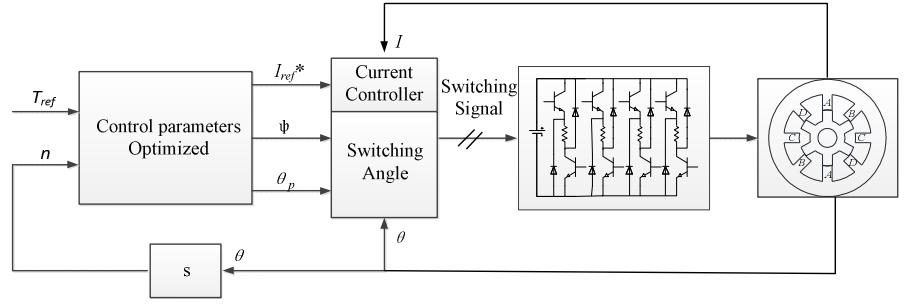 I
T_ref
n
Control parameters
Optimized
I_ref*
ψ
θ_p
Current
Controller
Switching
Angle
Switching
Signal
A
D
B
C
C
B
D
A
θ
θ
s